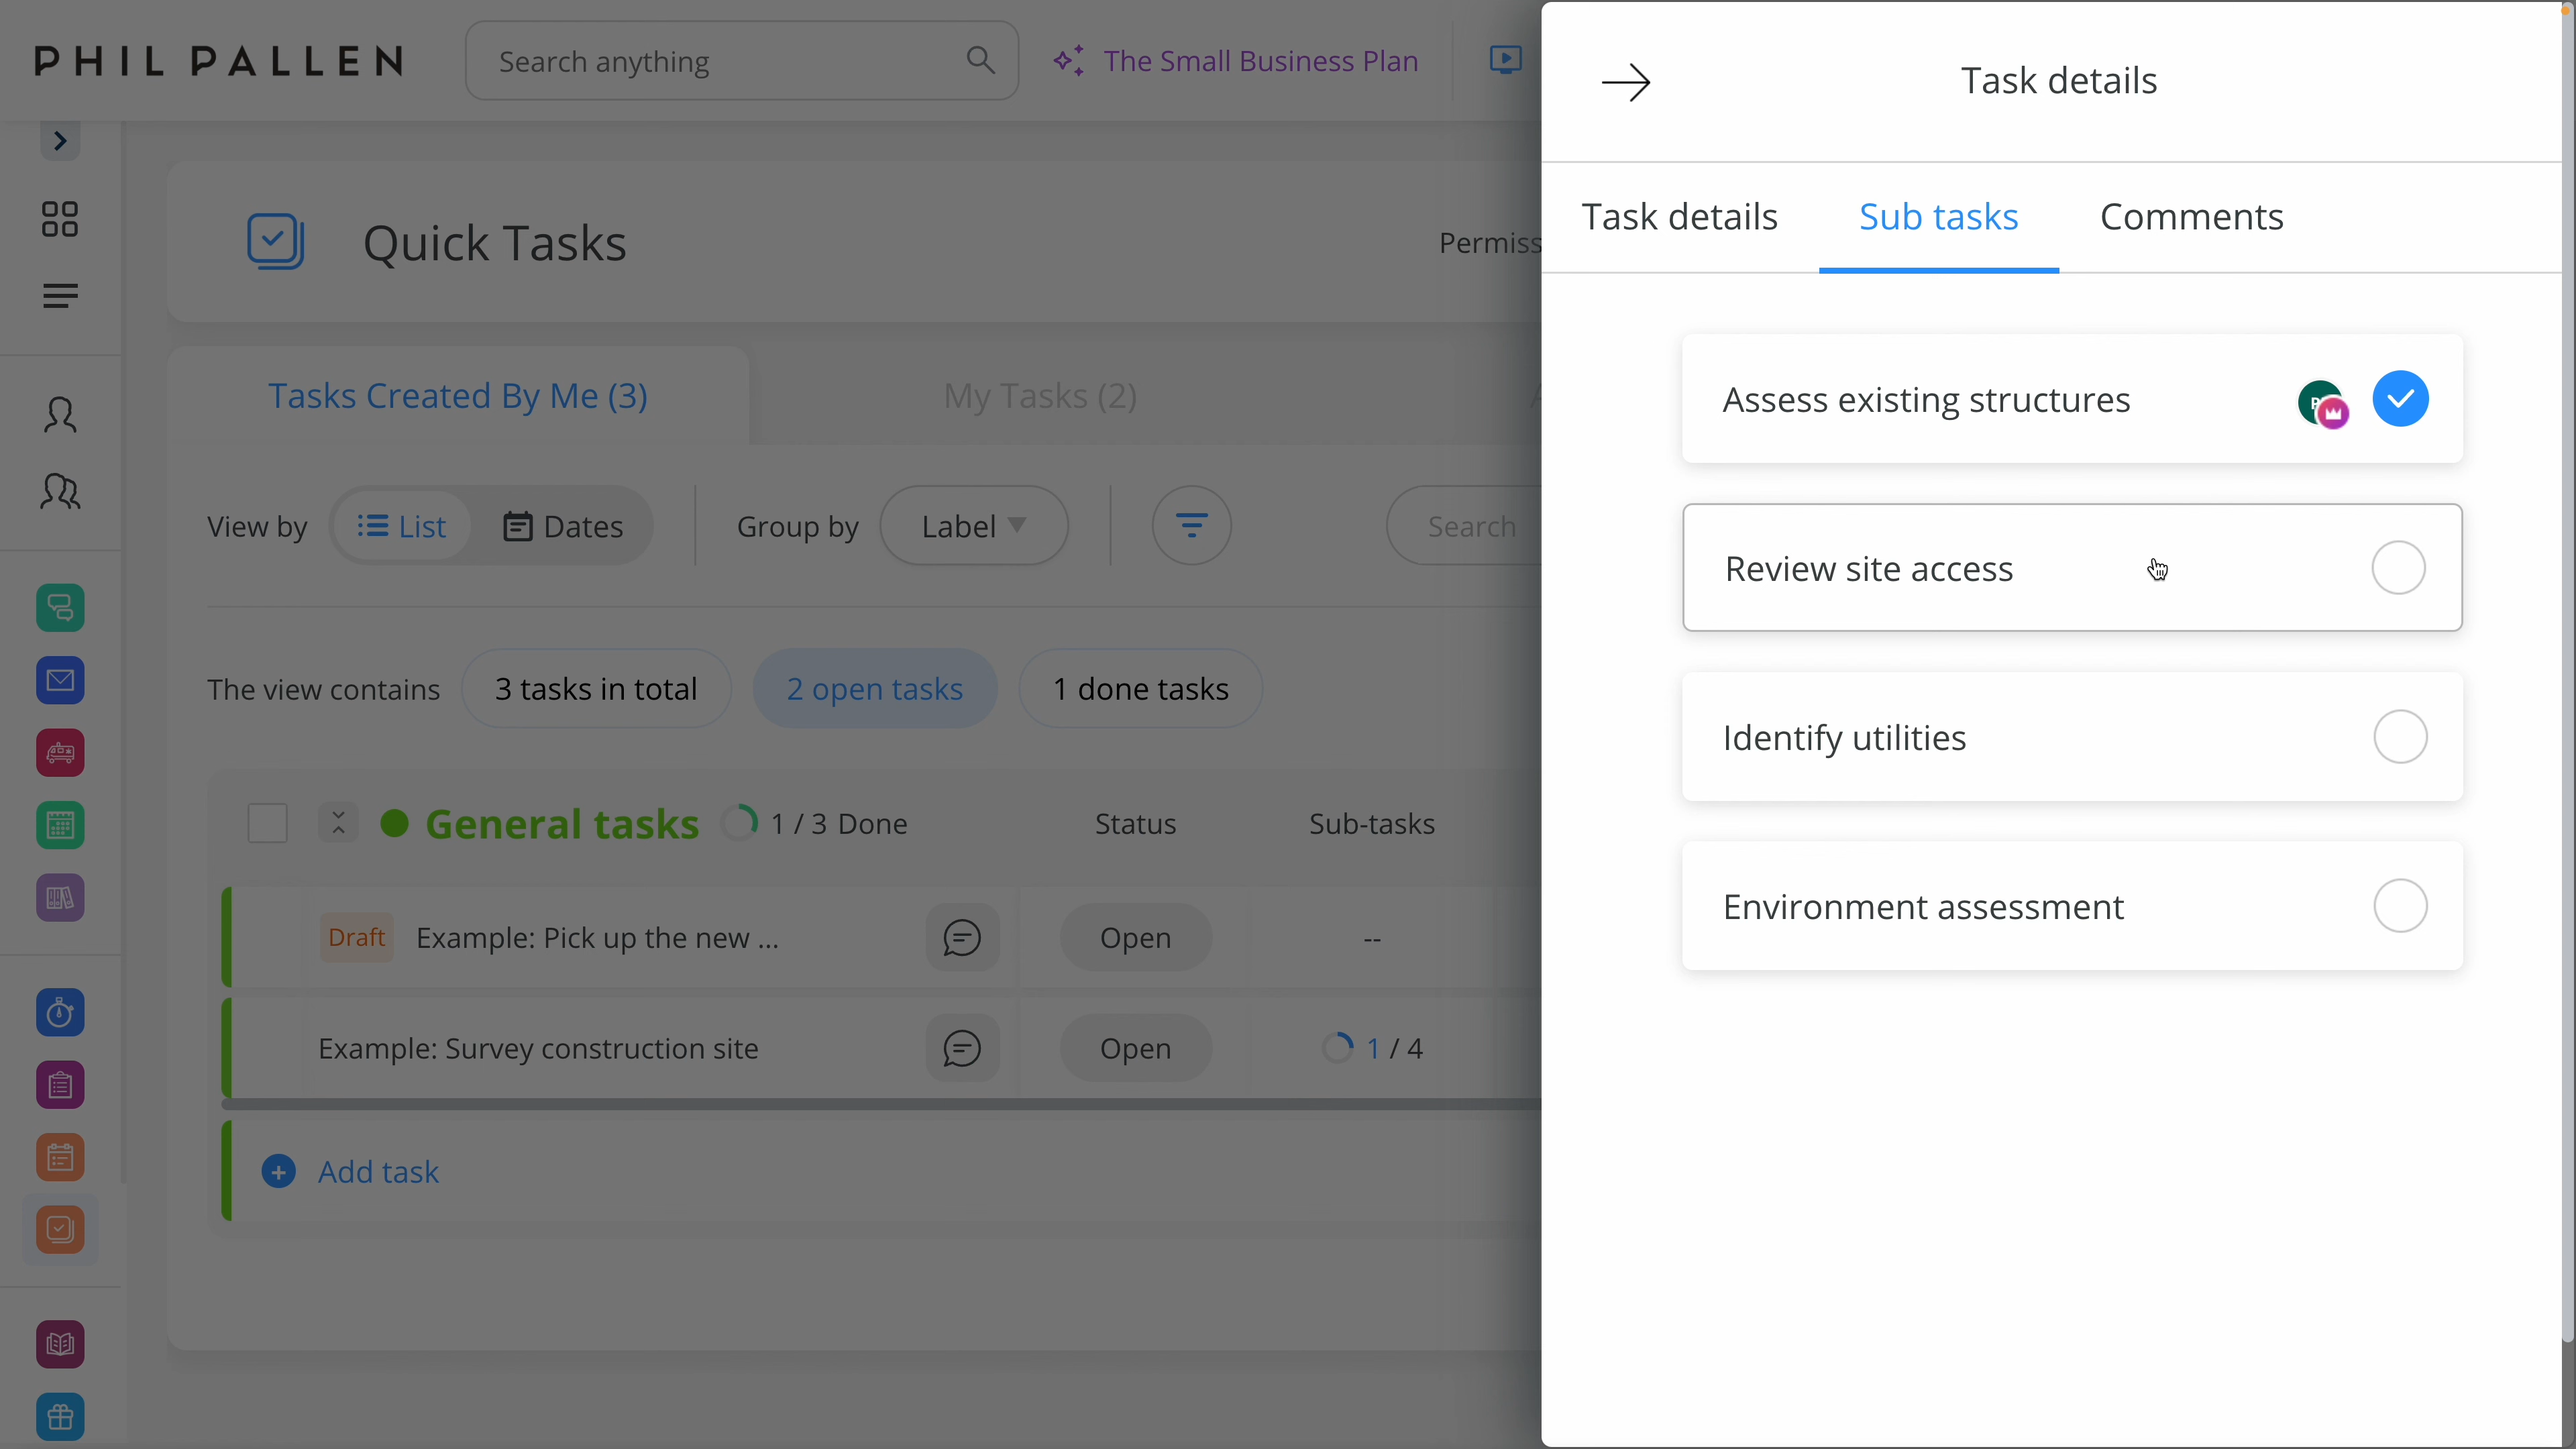 PHIL PALLEN
Search anything
The Small Business Plan
Task details
Task details
Sub tasks
Comments
Quick Tasks
Tasks Created By Me (3)
My Tasks (2)
View by
List
Dates
Group by
Label
Search
The view contains
3 tasks in total
2 open tasks
1 done tasks
General tasks
1 / 3 Done
Status
Sub-tasks
Draft
Example: Pick up the new ...
Open
--
Example: Survey construction site
Open
1 / 4
Add task
Assess existing structures
Review site access
Identify utilities
Environment assessment